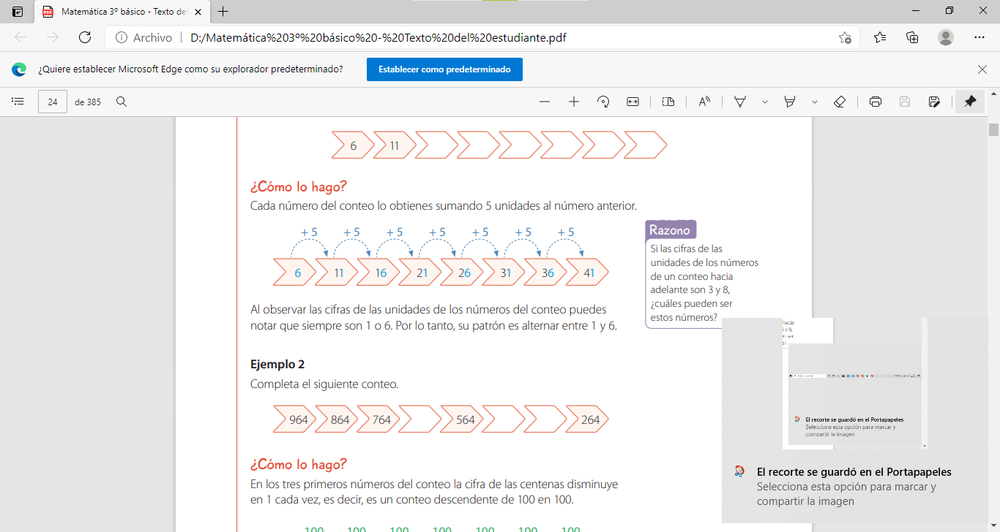 Matemática 3º básico - Texto de
Archivo
D:/Matemática%203º%20básico%20-%20Texto%20del%20estudiante.pdf
¿Quiere establecer Microsoft Edge como su explorador predeterminado?
Establecer como predeterminado
24 de 385
6 11
¿Cómo lo hago?
Cada número del conteo lo obtienes sumando 5 unidades al número anterior.
+ 5 + 5 + 5 + 5 + 5 + 5 + 5
6 11 16 21 26 31 36 41
Razono
Si las cifras de las
unidades de los números
de un conteo hacia
adelante son 3 y 8,
¿cuáles pueden ser
estos números?
Al observar las cifras de las unidades de los números del conteo puedes
notar que siempre son 1 o 6. Por lo tanto, su patrón es alternar entre 1 y 6.
Ejemplo 2
Completa el siguiente conteo.
964 864 764 564 264
¿Cómo lo hago?
En los tres primeros números del conteo la cifra de las centenas disminuye
en 1 cada vez, es decir, es un conteo descendente de 100 en 100.
100 100 100 100 100 100 100
hacia
y 8,
El recorte se guardó en el Portapapeles
Selecciona esta opción para marcar y
compartir la imagen
El recorte se guardó en el Portapapeles
Selecciona esta opción para marcar y
compartir la imagen